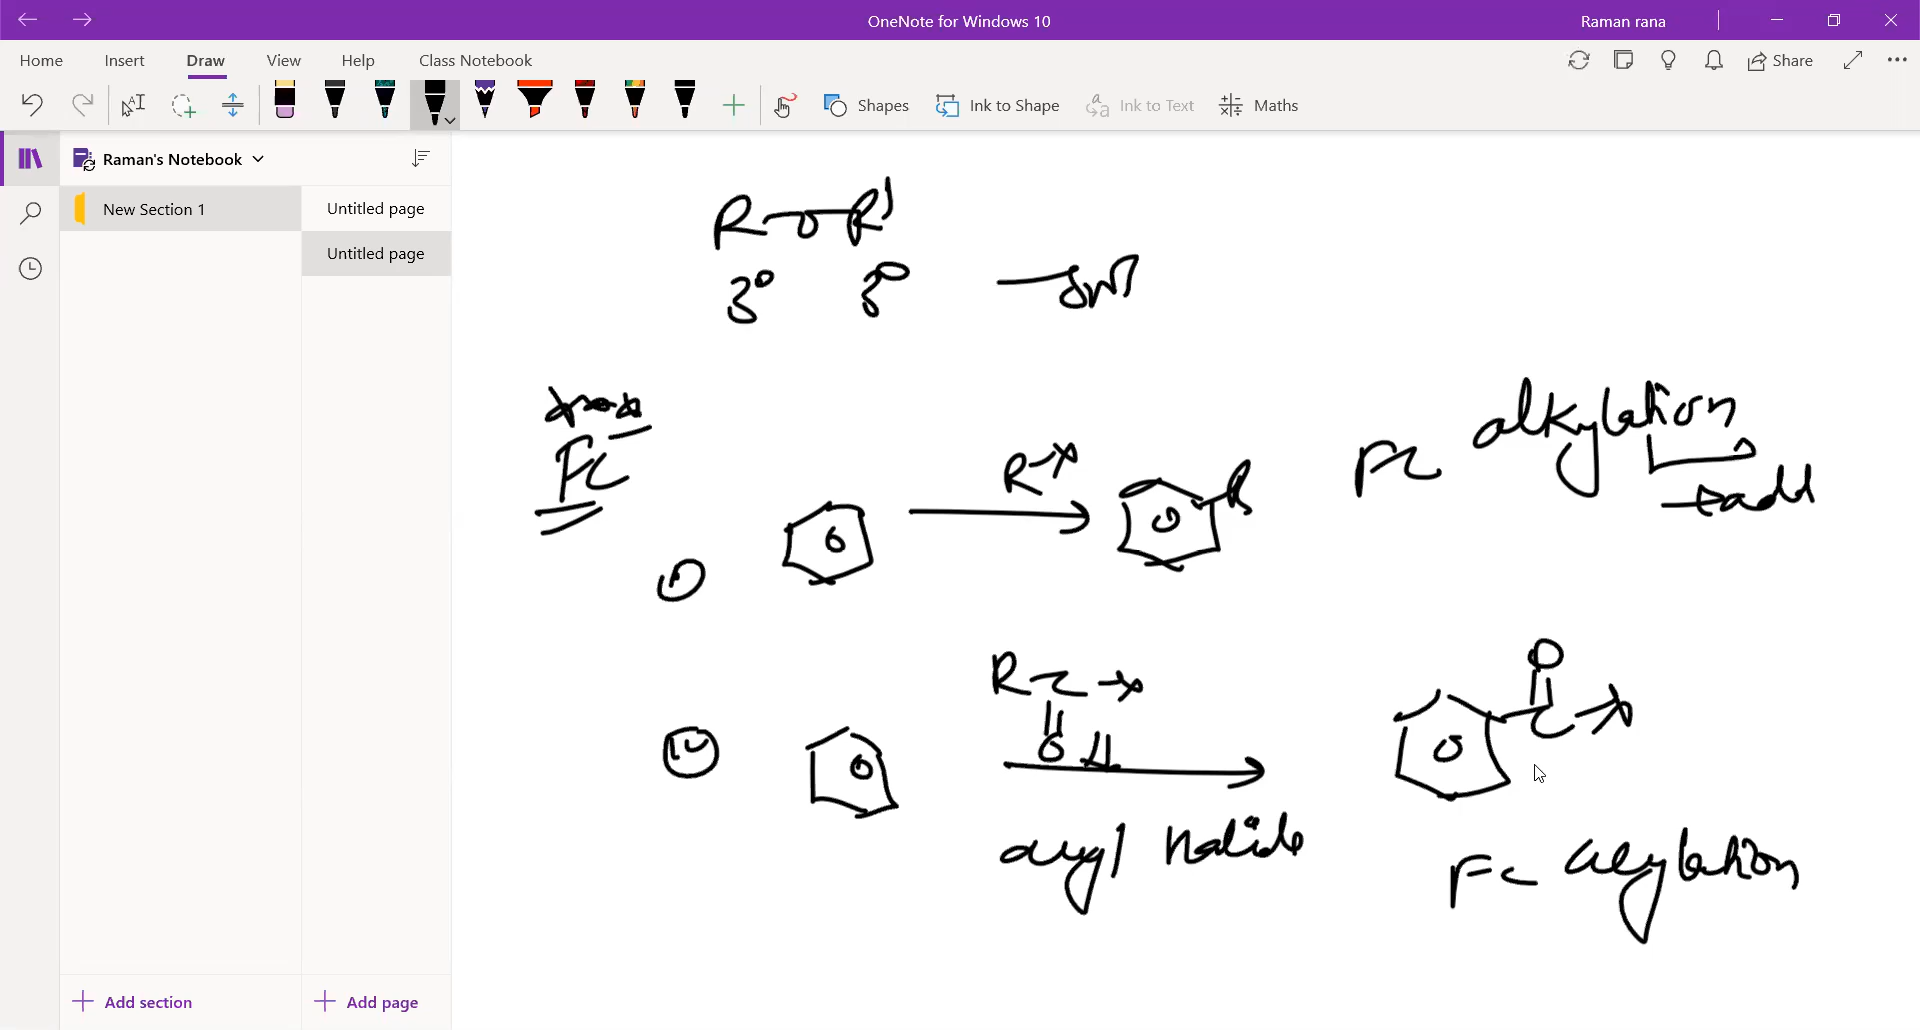 OneNote for Windows 10
Raman rana
Home Insert Draw View Help Class Notebook
Share
Shapes Ink to Shape Ink to Text Maths
Raman's Notebook
New Section 1
Untitled page
Untitled page
R-O-R'
3° 3°
FC
R-X
R
FC alkylation
add
R-C-X
O
O
C-X
acyl halide
FC acylation
Add section
Add page